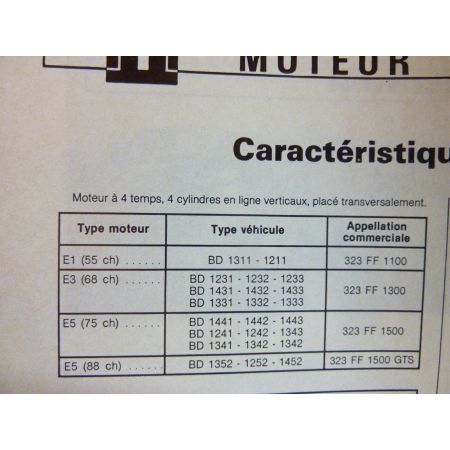 MOTEUR
Caractéristiqu
Moteur à 4 temps, 4 cylindres en ligne verticaux, placé transversalement.
Type moteur Type véhicule Appellation
commerciale
E1 (55 ch) ...... BD 1311 - 1211 323 FF 1100
E3 (68 ch) ...... BD 1231 - 1232 - 1233
BD 1431 - 1432 - 1433 323 FF 1300
BD 1331 - 1332 - 1333
E5 (75 ch) ...... BD 1441 - 1442 - 1443
BD 1241 - 1242 - 1343 323 FF 1500
BD 1341 - 1342 - 1342
E5 (88 ch) ...... BD 1352 - 1252 - 1452 323 FF 1500 GTS